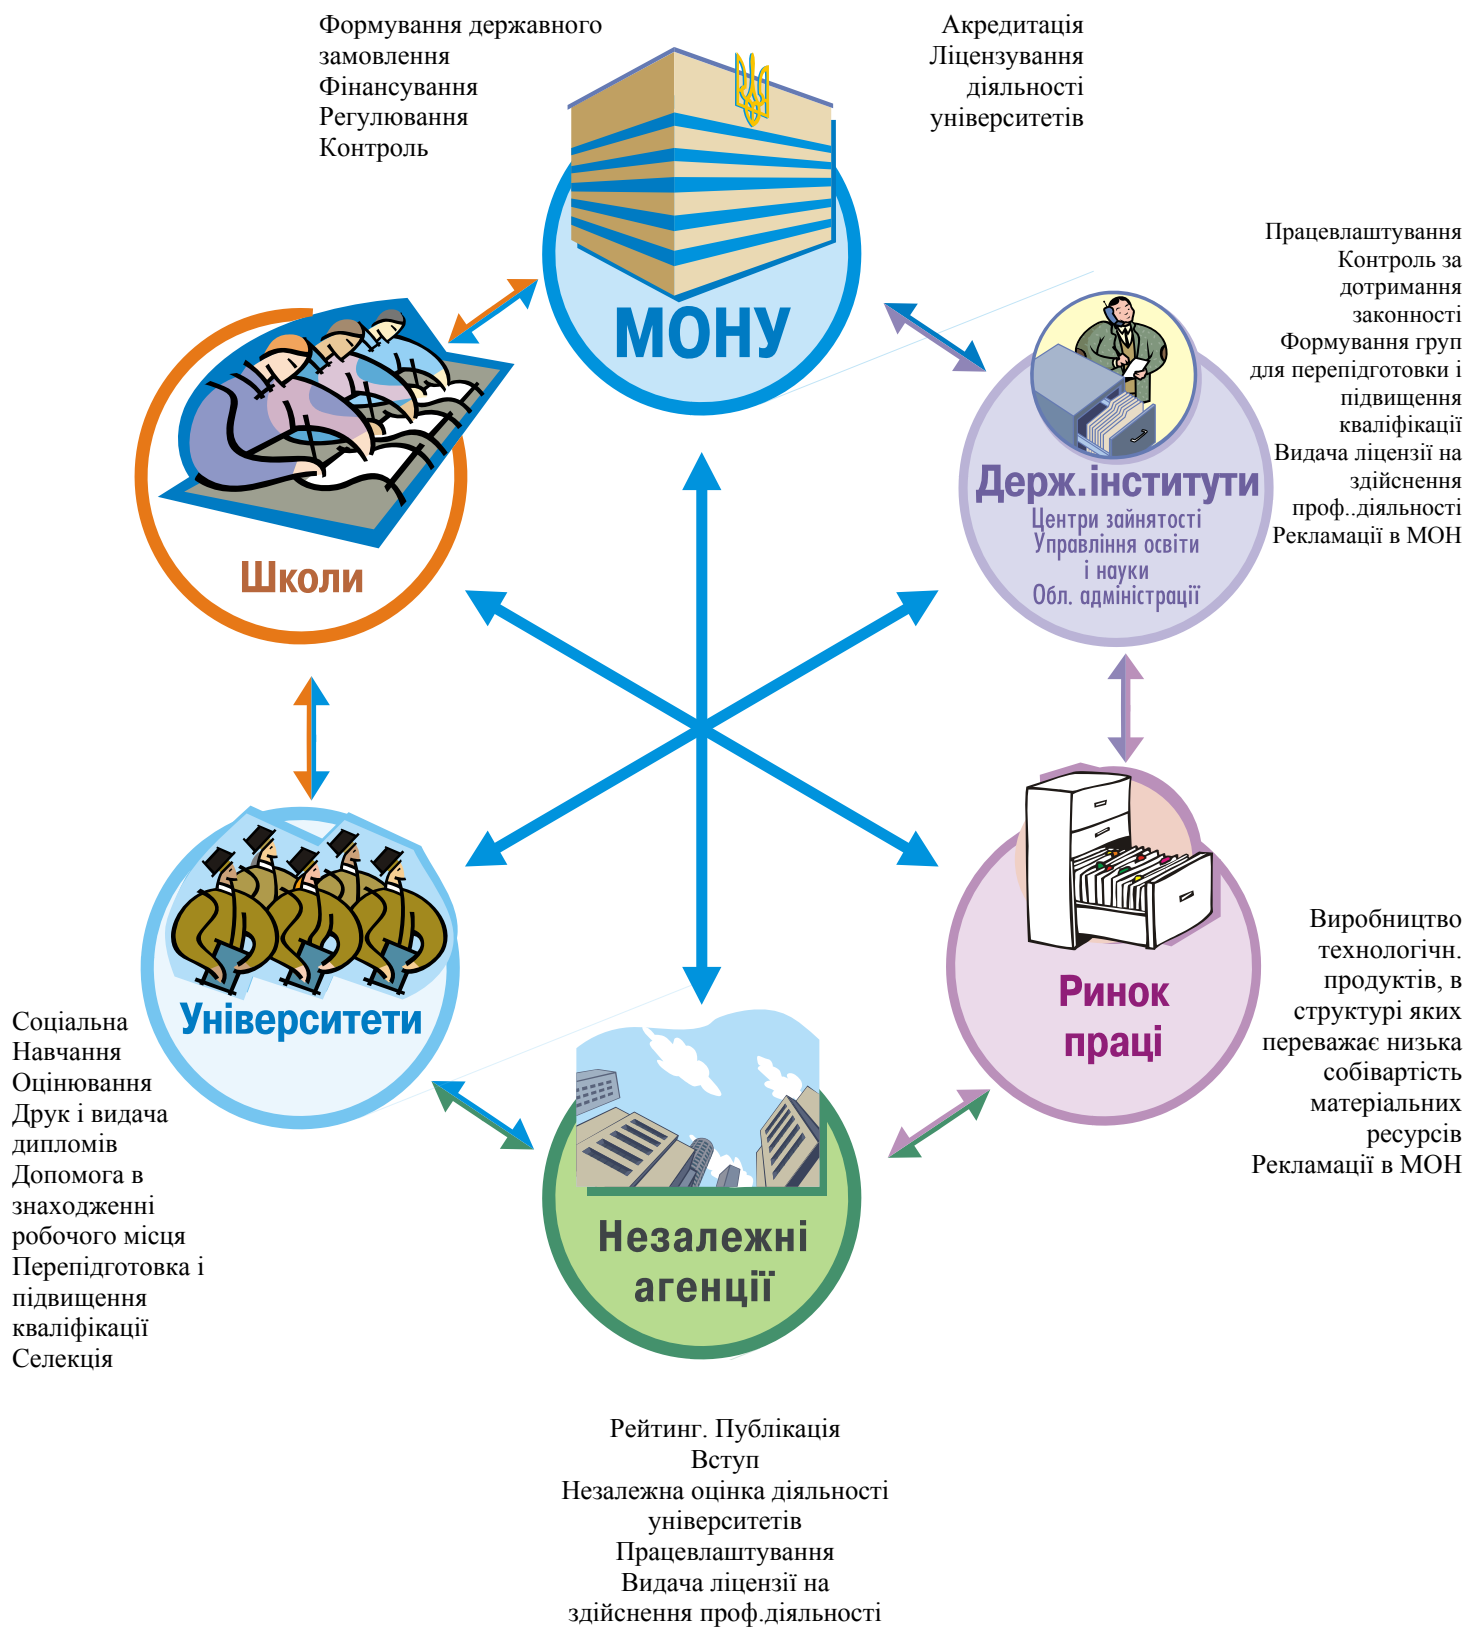 Формування державного
замовлення
Фінансування
Регулювання
Контроль
Акредитація
Ліцензування
діяльності
університетів
МОНУ
Працевлаштування
Контроль за
дотримання
законності
Формування груп
для перепідготовки і
підвищення
кваліфікації
Видача ліцензії на
здійснення
проф..діяльності
Рекламації в МОН
Держ.інститути
Центри зайнятості
Управління освіти
і науки
Обл. адміністрації
Школи
Університети
Ринок
праці
Виробництво
технологічн.
продуктів, в
структурі яких
переважає низька
собівартість
матеріальних
ресурсів
Рекламації в МОН
Соціальна
Навчання
Оцінювання
Друк і видача
дипломів
Допомога в
знаходженні
робочого місця
Перепідготовка і
підвищення
кваліфікації
Селекція
Незалежні
агенції
Рейтинг. Публікація
Вступ
Незалежна оцінка діяльності
університетів
Працевлаштування
Видача ліцензії на
здійснення проф.діяльності